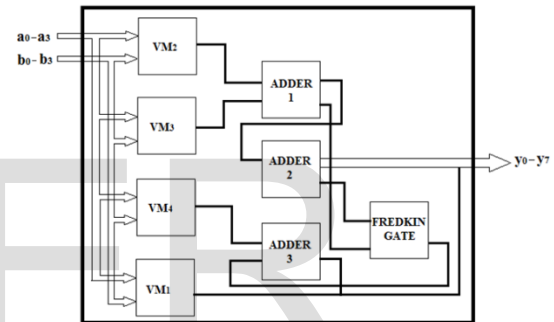 a0-a3
b0-b3
VM2
VM3
VM4
VM1
ADDER
1
ADDER
2
ADDER
3
FREDKIN
GATE
y0-y7